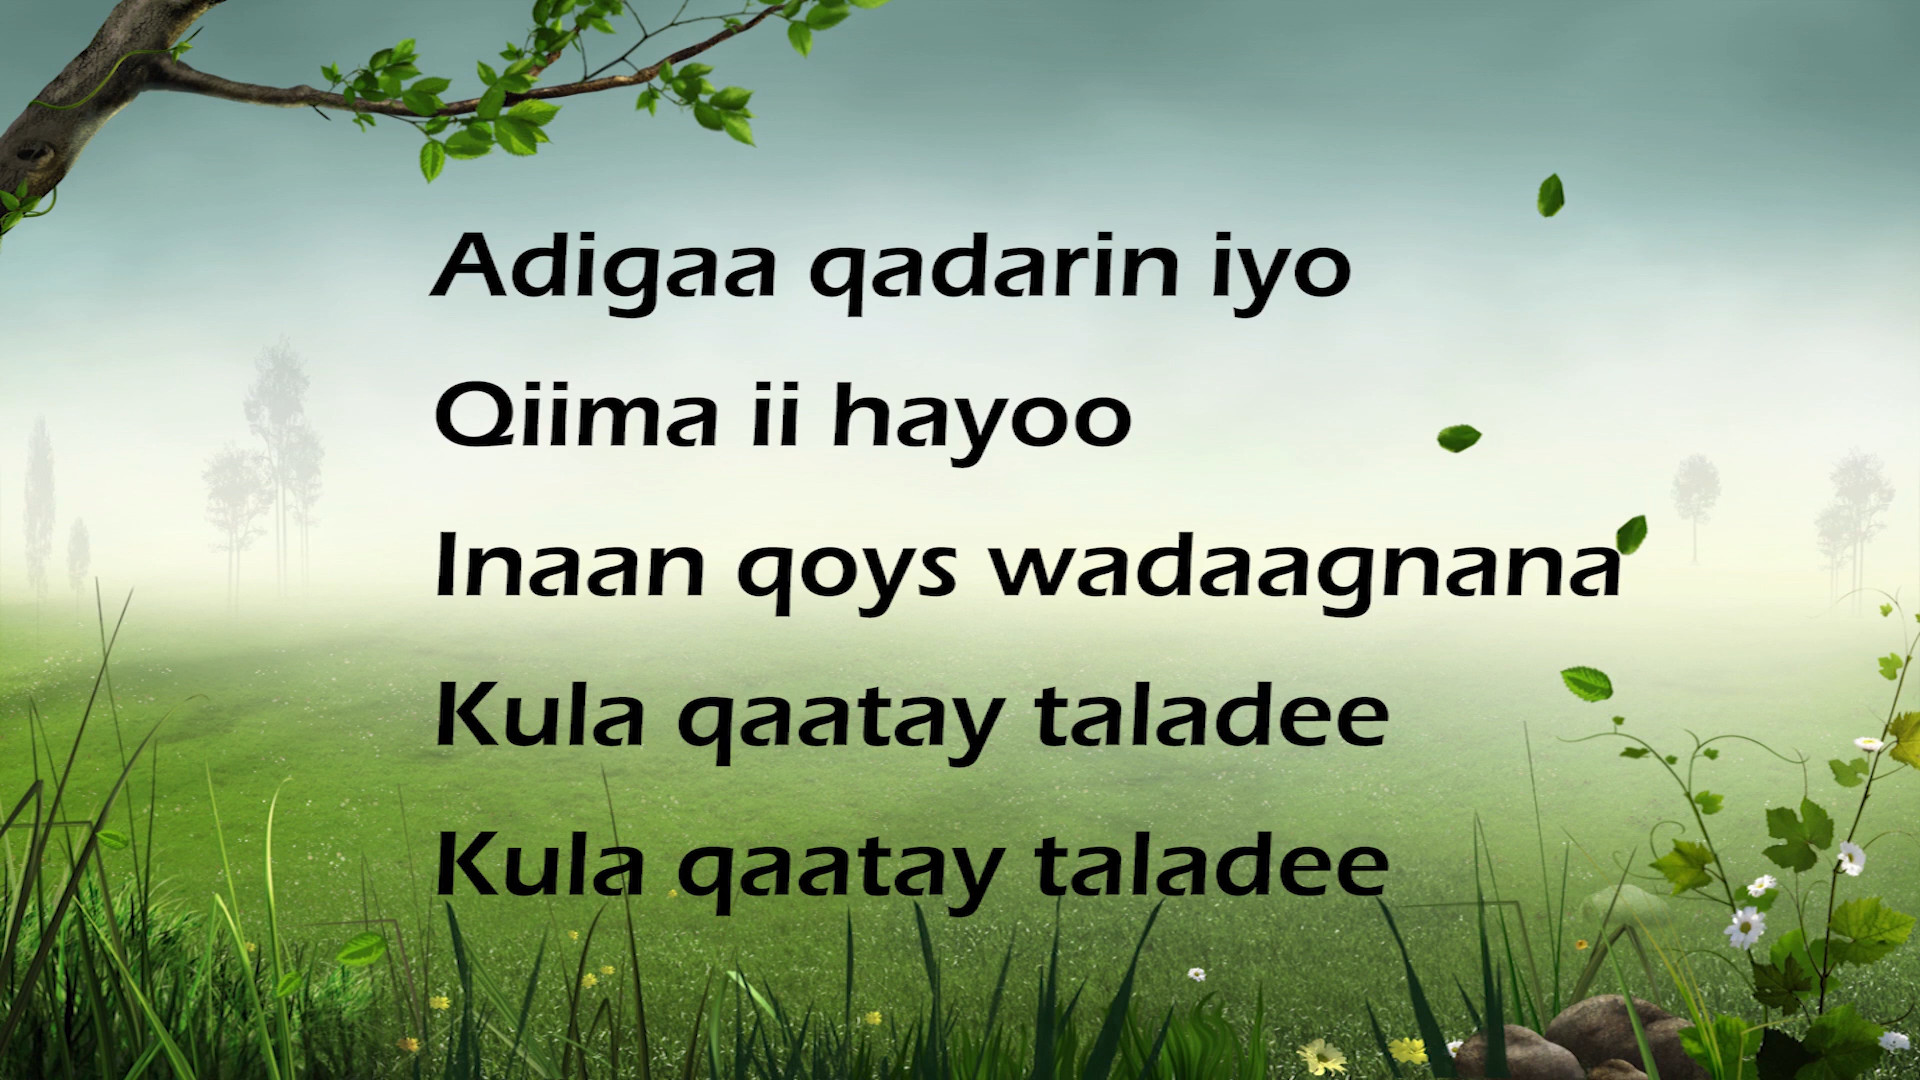 Adigaa qadarin iyo
Qiima ii hayoo
Inaan qoys wadaagnana
Kula qaatay taladee
Kula qaatay taladee